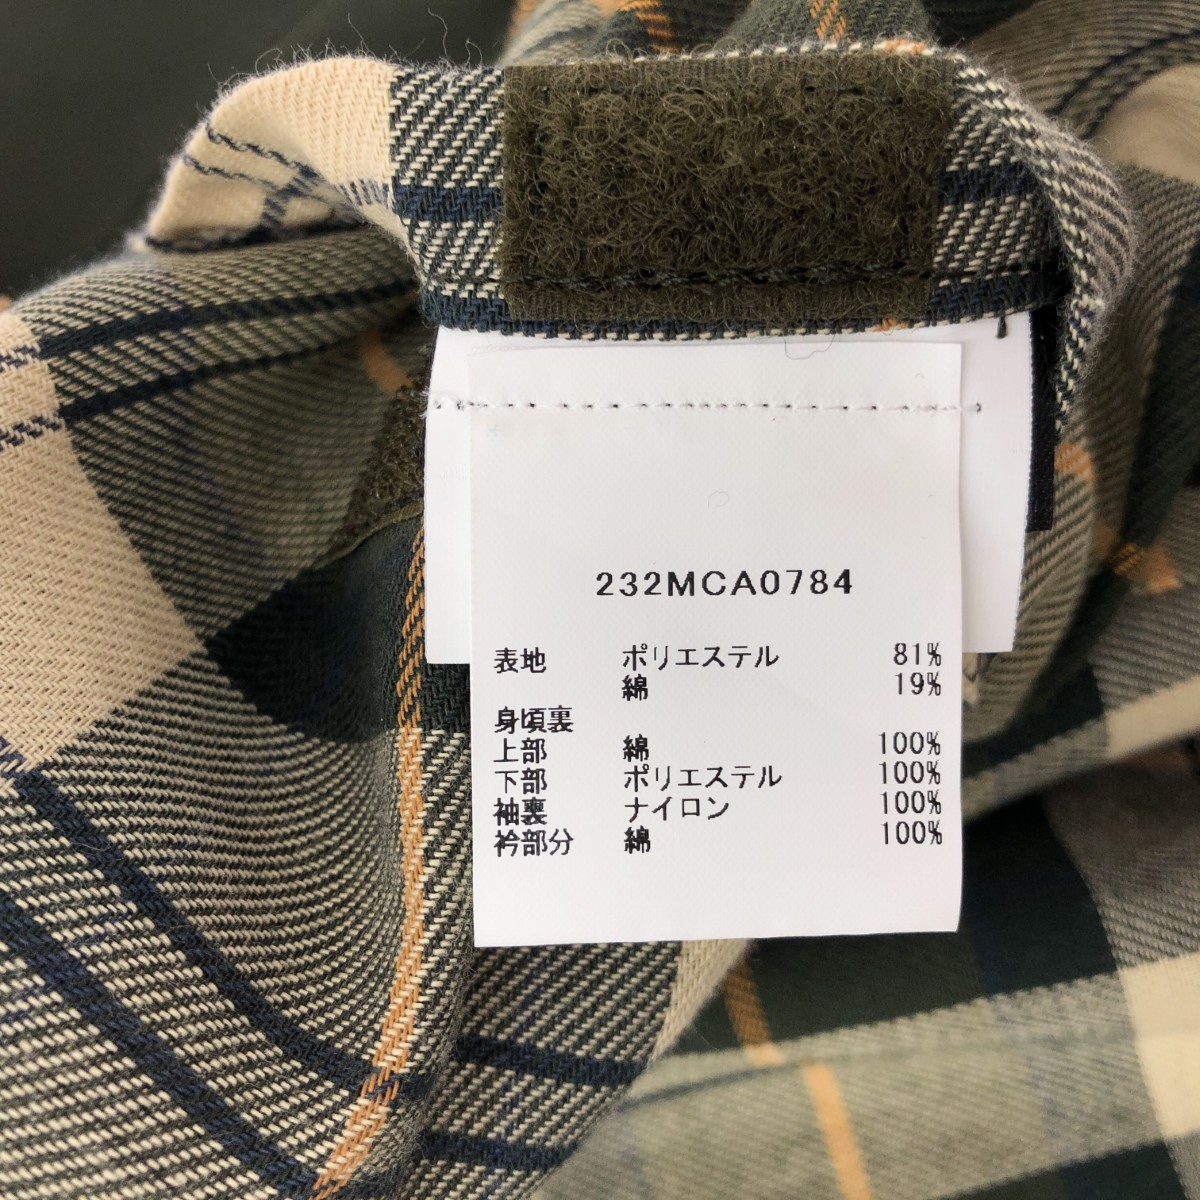 232MCA0784
表地 ポリエステル 81%
綿 19%
身頃裏
上部 綿 100%
下部 ポリエステル 100%
袖裏 ナイロン 100%
衿部分 綿 100%